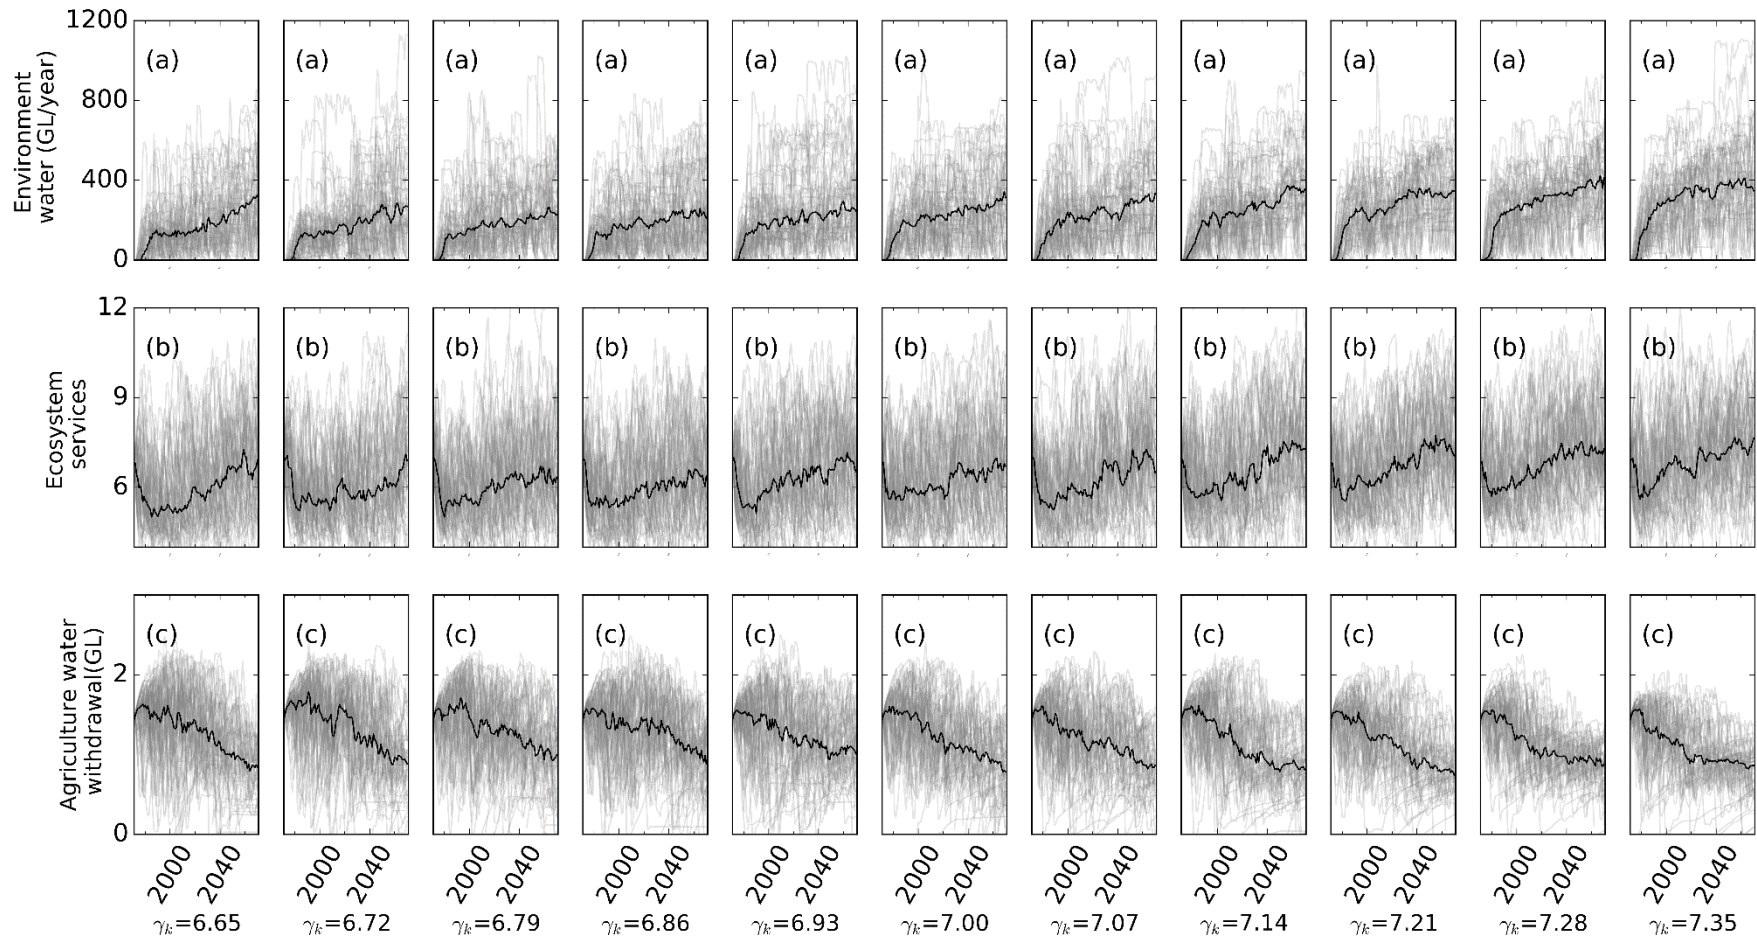 Environment
water (GL/year)
1200
800
400
0
(a) (a) (a) (a) (a) (a) (a) (a) (a) (a) (a)
Ecosystem
services
12
9
6
(b) (b) (b) (b) (b) (b) (b) (b) (b) (b) (b)
Agriculture water
withdrawal(GL)
2
0
(c) (c) (c) (c) (c) (c) (c) (c) (c) (c) (c)
2000 2040 2000 2040 2000 2040 2000 2040 2000 2040 2000 2040 2000 2040 2000 2040 2000 2040 2000 2040 2000 2040
γk=6.65 γk=6.72 γk=6.79 γk=6.86 γk=6.93 γk=7.00 γk=7.07 γk=7.14 γk=7.21 γk=7.28 γk=7.35